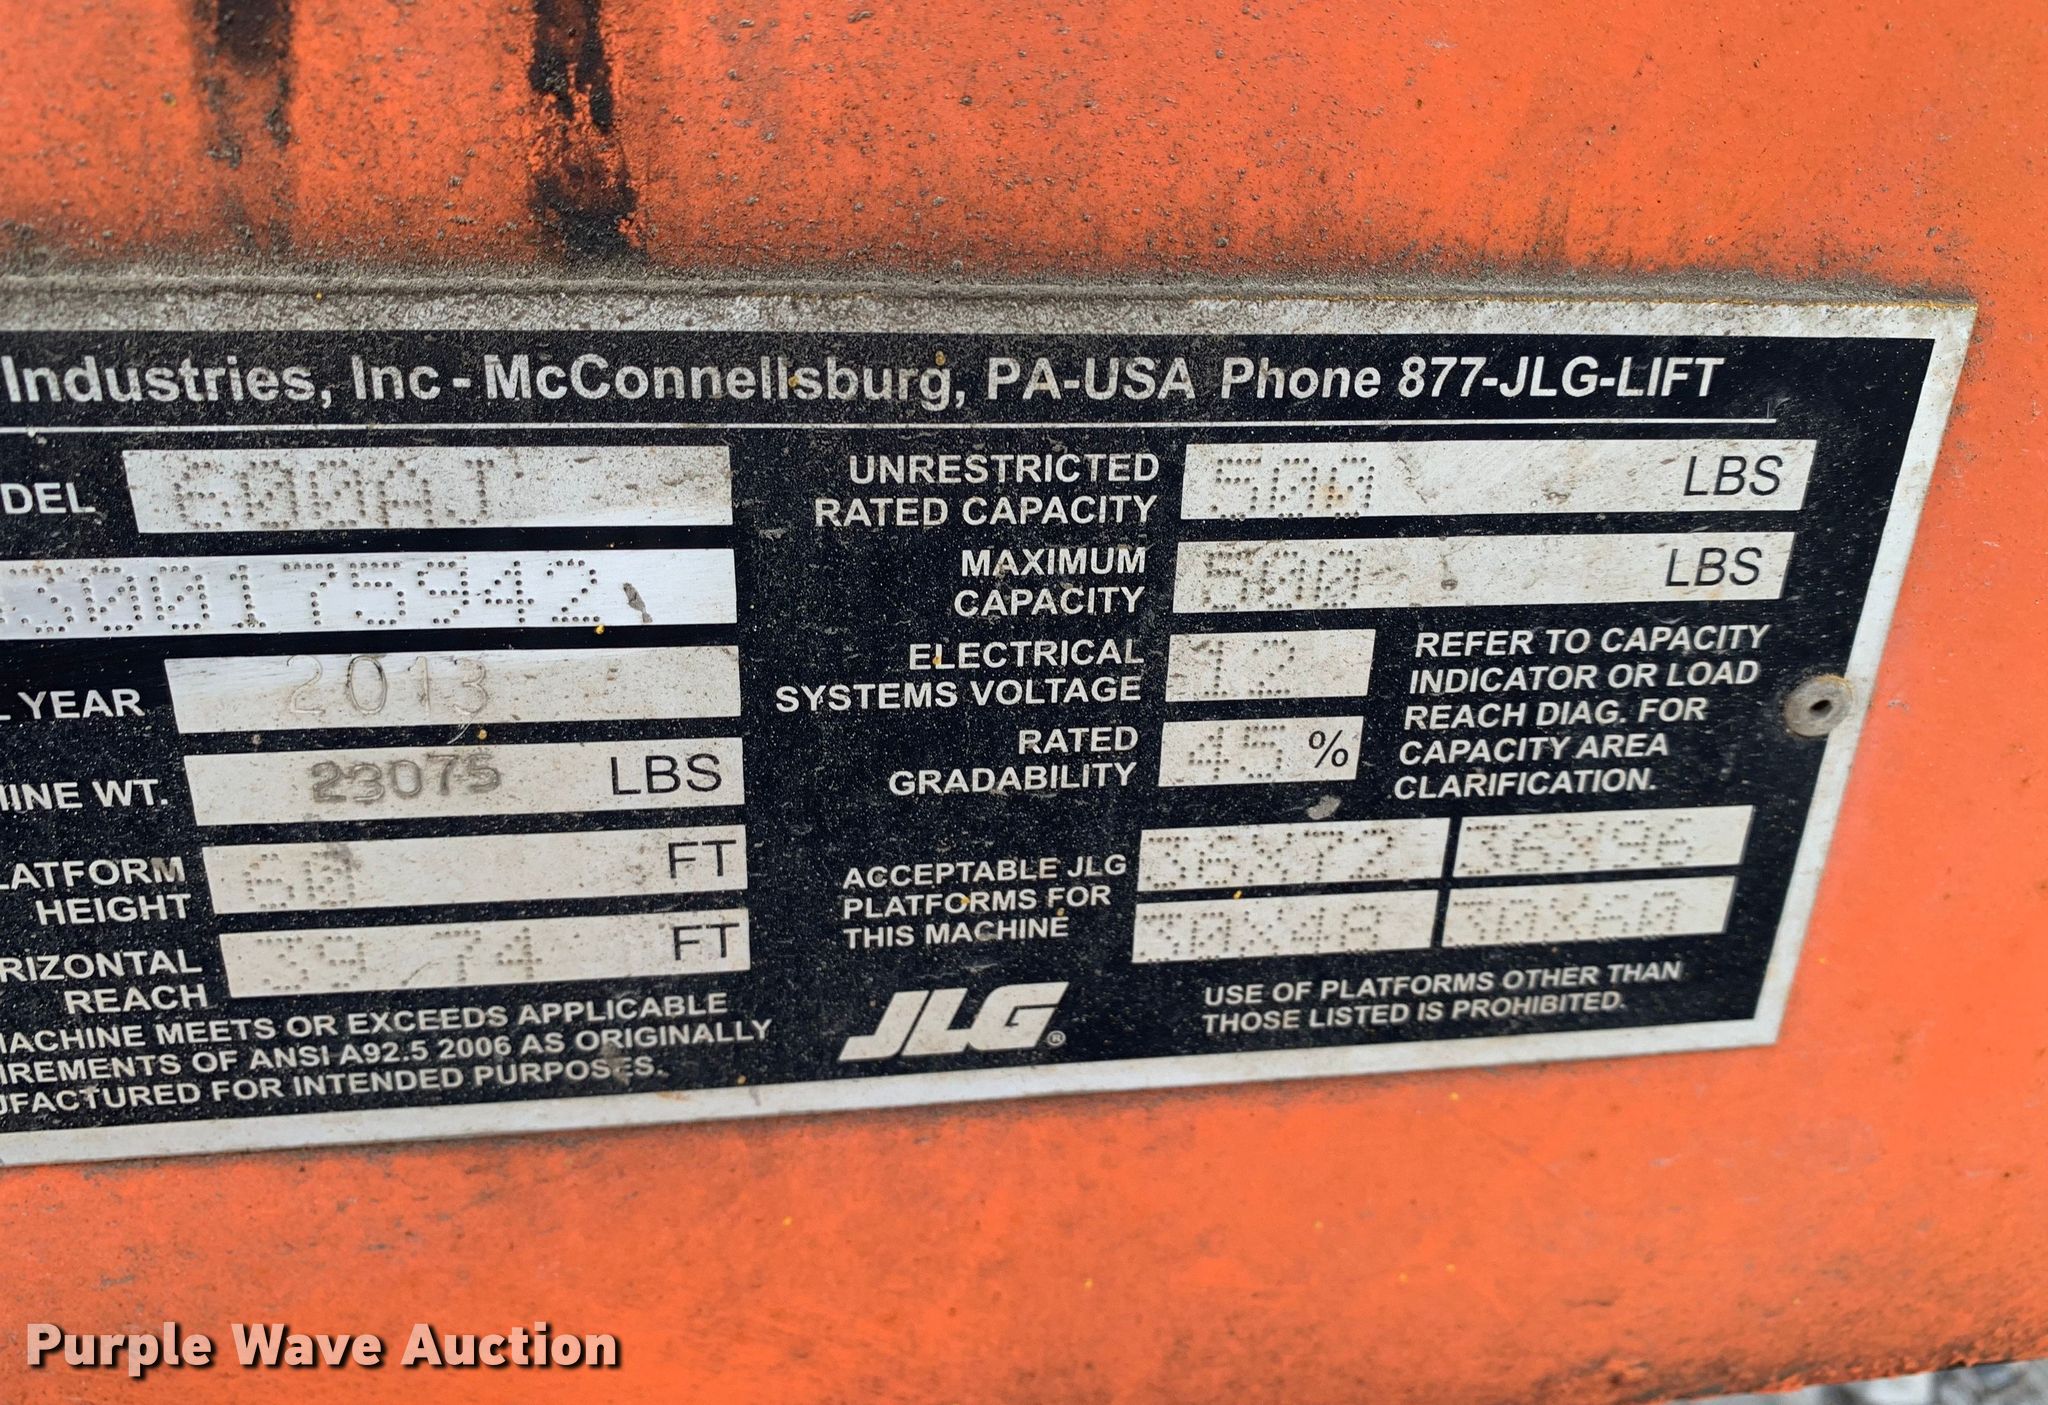 Industries, Inc - McConnellsburg, PA-USA Phone 877-JLG-LIFT
DEL 600AJ
300175942
YEAR 2013
INE WT. 23075 LBS
LATFORM
HEIGHT 60 FT
RIZONTAL
REACH 39.74 FT
ACHINE MEETS OR EXCEEDS APPLICABLE
IREMENTS OF ANSI A92.5 2006 AS ORIGINALLY
FACTURED FOR INTENDED PURPOSES.
UNRESTRICTED
RATED CAPACITY 500 LBS
MAXIMUM
CAPACITY 500 LBS
ELECTRICAL
SYSTEMS VOLTAGE 12
RATED
GRADABILITY 45 %
REFER TO CAPACITY
INDICATOR OR LOAD
REACH DIAG. FOR
CAPACITY AREA
CLARIFICATION.
ACCEPTABLE JLG
PLATFORMS FOR
THIS MACHINE
36X72 36X96
30X48 30X60
JLG®
USE OF PLATFORMS OTHER THAN
THOSE LISTED IS PROHIBITED.
Purple Wave Auction